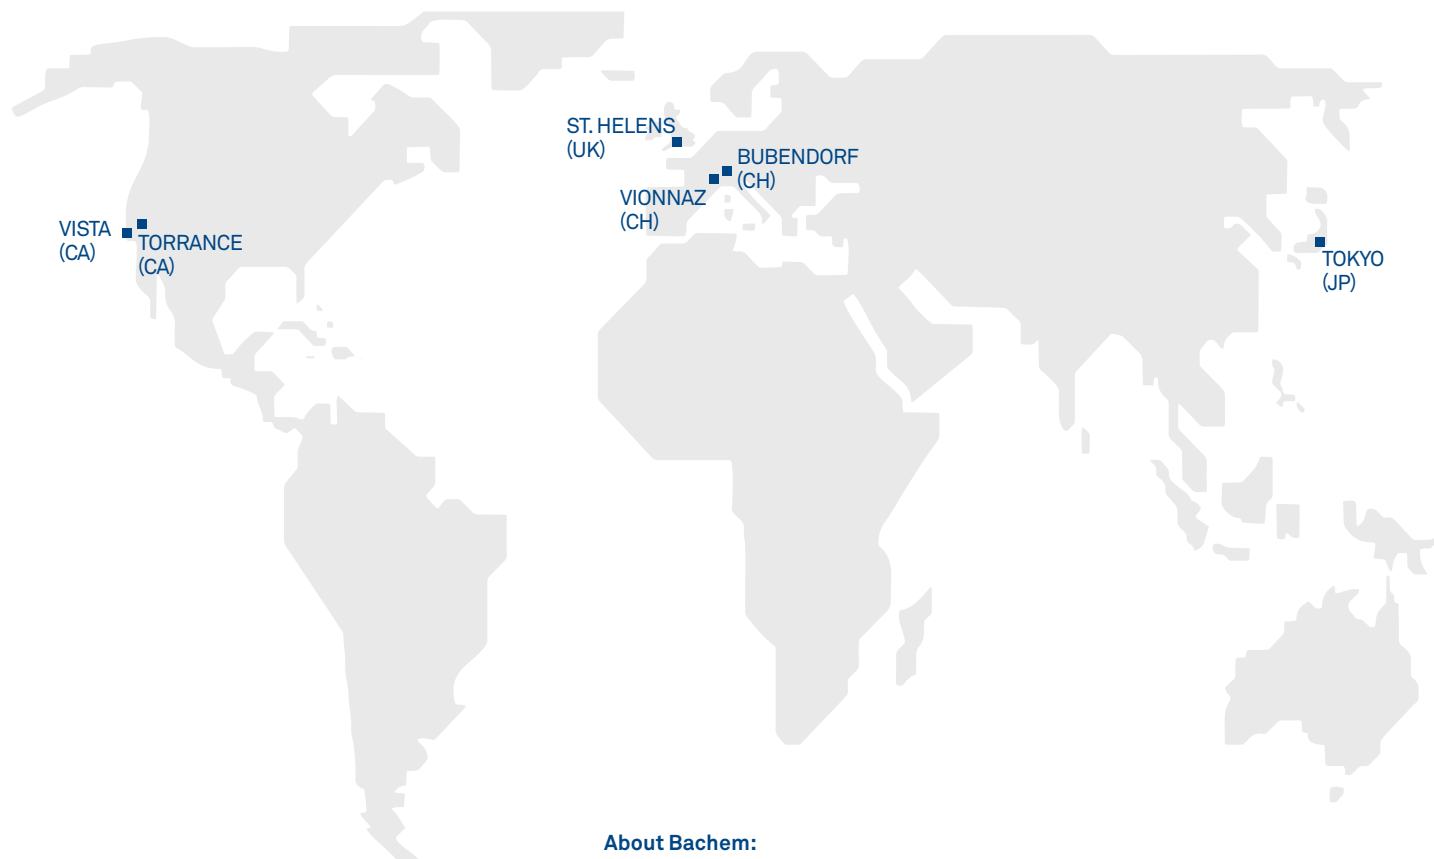 ST. HELENS
(UK)
BUBENDORF
(CH)
VIONNAZ
(CH)
VISTA
(CA)
TORRANCE
(CA)
TOKYO
(JP)
About Bachem: